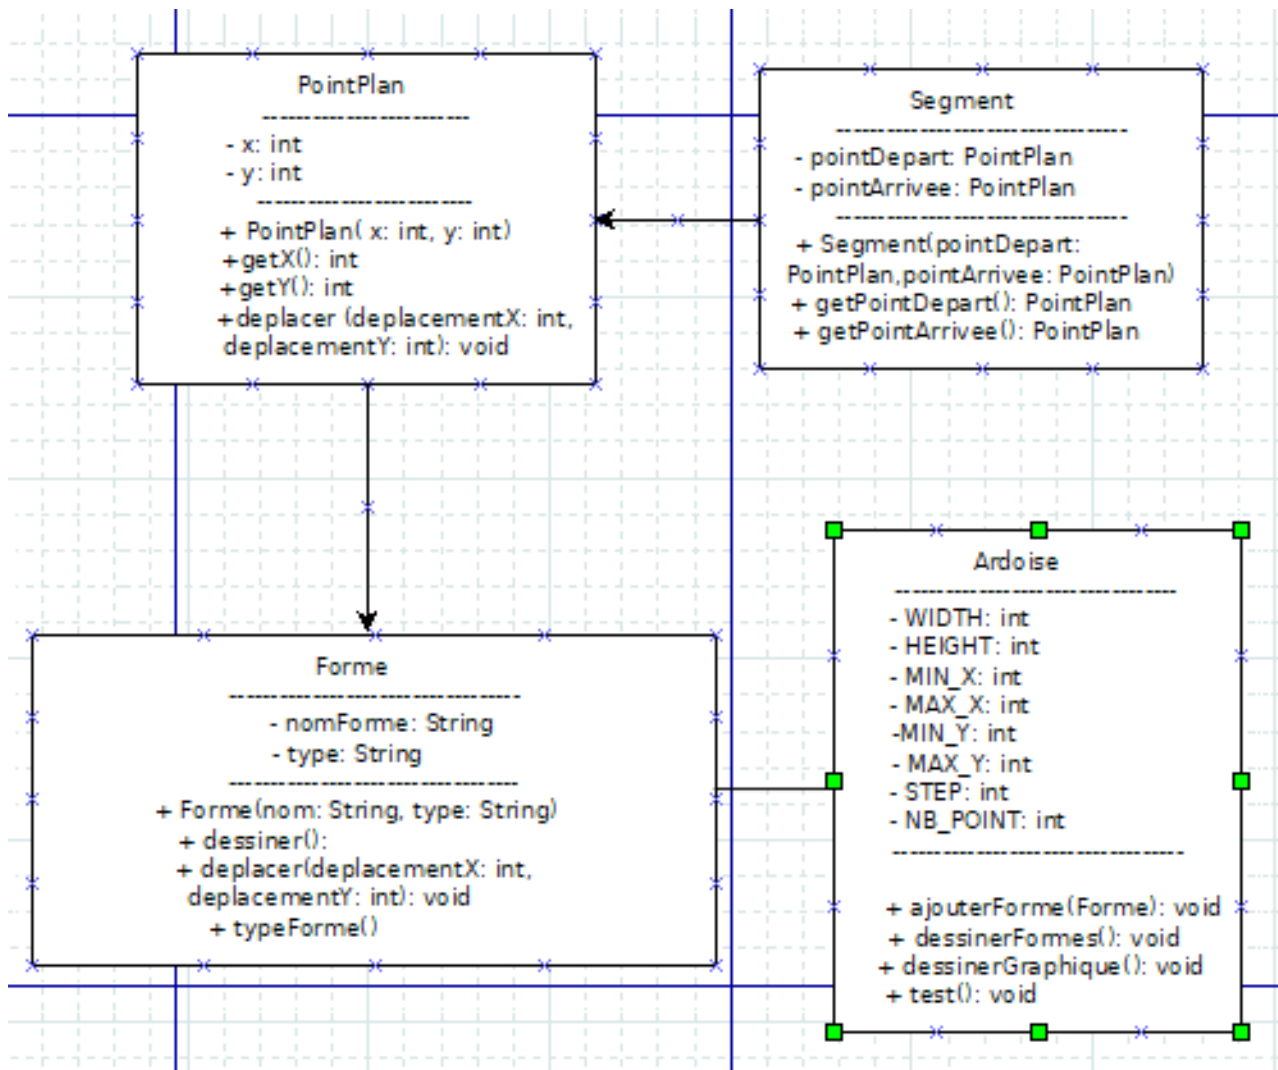 PointPlan
- x: int
- y: int
+ PointPlan( x: int, y: int)
+getX(): int
+getY(): int
+deplacer (deplacementX: int,
deplacementY: int): void
Segment
- pointDepart: PointPlan
- pointArrivee: PointPlan
+ Segment(pointDepart:
PointPlan,pointArrivee: PointPlan)
+ getPointDepart(): PointPlan
+ getPointArrivee(): PointPlan
Forme
- nomForme: String
- type: String
+ Forme(nom: String, type: String)
+ dessiner():
+ deplacer(deplacementX: int,
deplacementY: int): void
+ typeForme()
Ardoise
- WIDTH: int
- HEIGHT: int
- MIN_X: int
- MAX_X: int
-MIN_Y: int
- MAX_Y: int
- STEP: int
- NB_POINT: int
+ ajouterForme(Forme): void
+ dessinerFormes(): void
+ dessinerGraphique(): void
+ test(): void